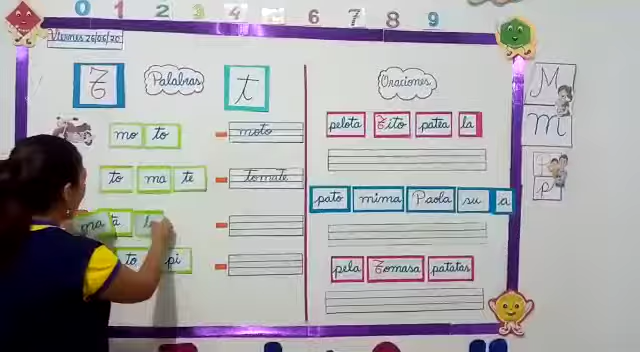 0 1 2 3 4 5 6 7 8 9
Viernes 26/06/20
T Palabras t
mo to moto
to ma te tomate
ma ta
to pi
Oraciones
pelota Tito patea la
pato mima Paola su a
pela Tomasa patatas
M
m
p